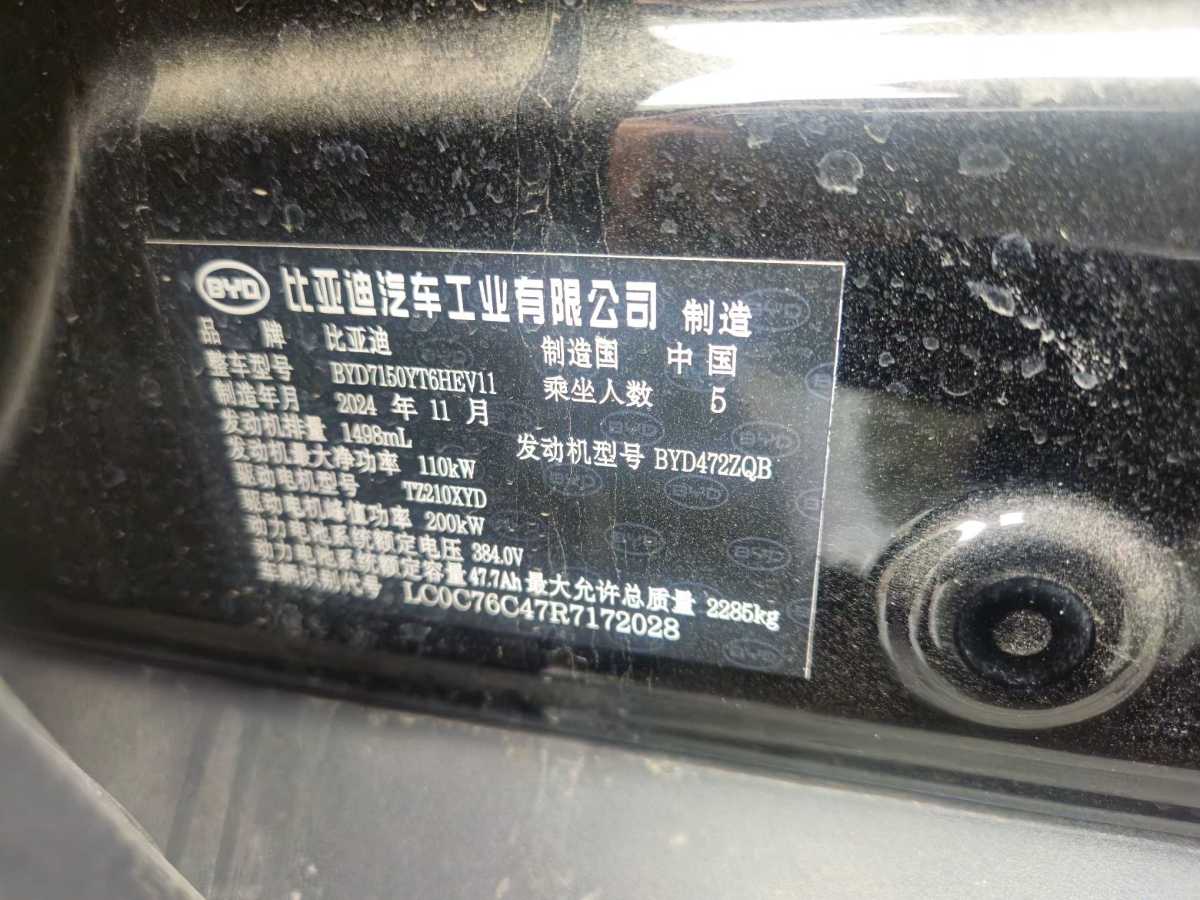 BYD 比亚迪汽车工业有限公司 制造
品 牌 比亚迪 制造国 中国
整车型号 BYD7150YT6HEV11 乘坐人数 5
制造年月 2024 年 11 月
发动机排量 1498mL 发动机型号 BYD472ZQB
发动机最大净功率 110kW
驱动电机型号 TZ210XYD
驱动电机峰值功率 200kW
动力电池系统额定电压 384.0V
动力电池系统额定容量 47.7Ah 最大允许总质量 2285kg
车辆识别代号 LC0C76C47R7172028